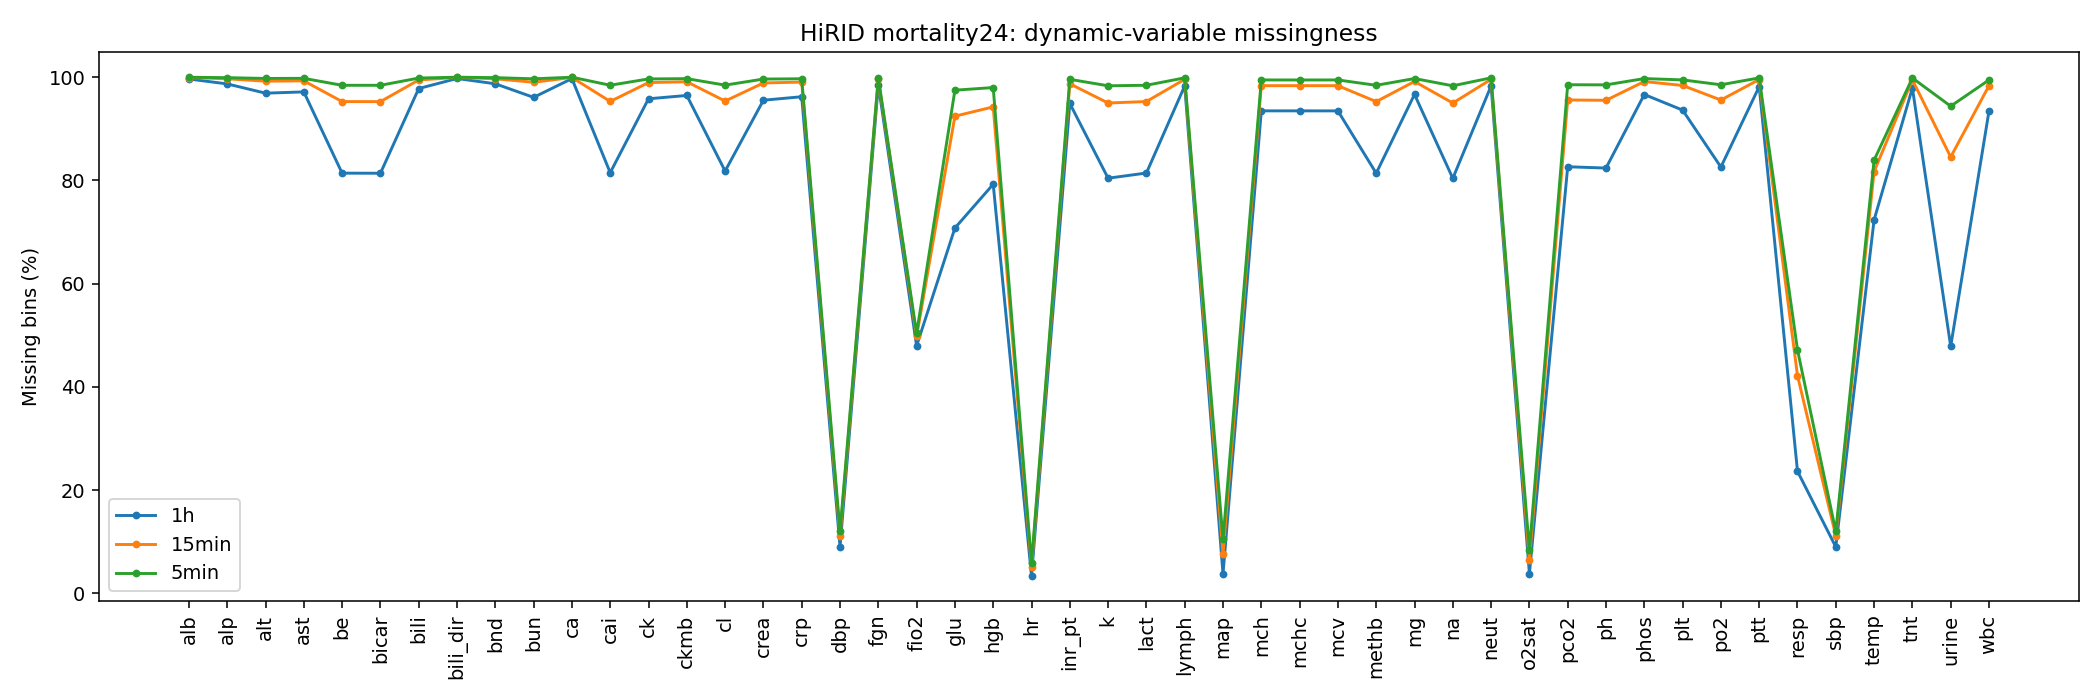 HiRID mortality24: dynamic-variable missingness
Missing bins (%)
100
80
60
40
20
0
1h
15min
5min
alb
alp
alt
ast
be
bicar
bili
bili_dir
bnd
bun
ca
cai
ck
ckmb
cl
crea
crp
dbp
fgn
fio2
glu
hgb
hr
inr_pt
k
lact
lymph
map
mch
mchc
mcv
methb
mg
na
neut
o2sat
pco2
ph
phos
plt
po2
ptt
resp
sbp
temp
tnt
urine
wbc